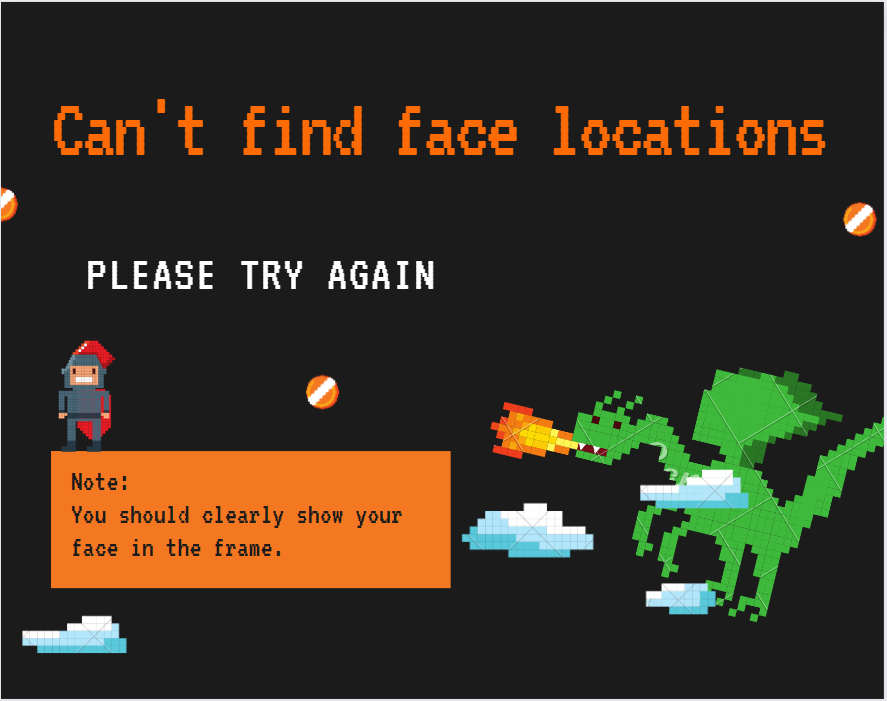 Can't find face locations
PLEASE TRY AGAIN
Note:
You should clearly show your
face in the frame.